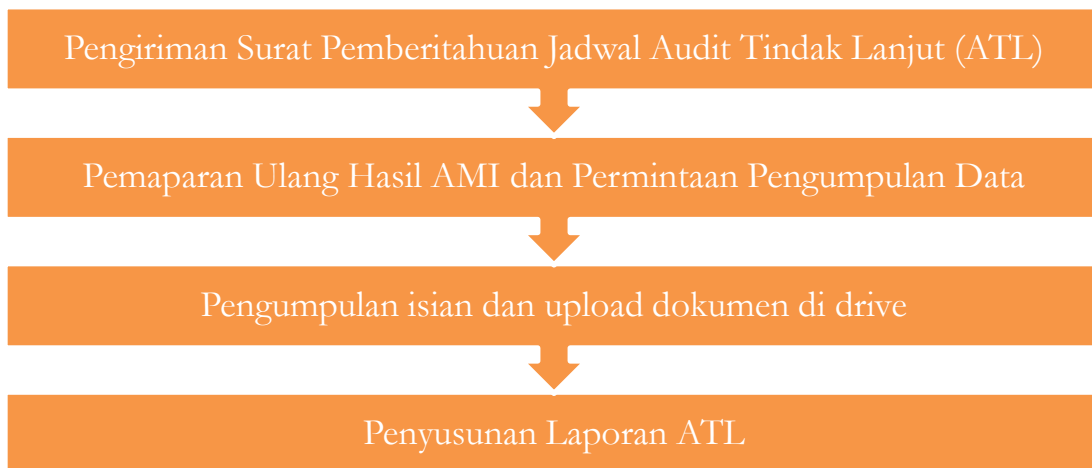 Pengiriman Surat Pemberitahuan Jadwal Audit Tindak Lanjut (ATL)
Pemaparan Ulang Hasil AMI dan Permintaan Pengumpulan Data
Pengumpulan isian dan upload dokumen di drive
Penyusunan Laporan ATL